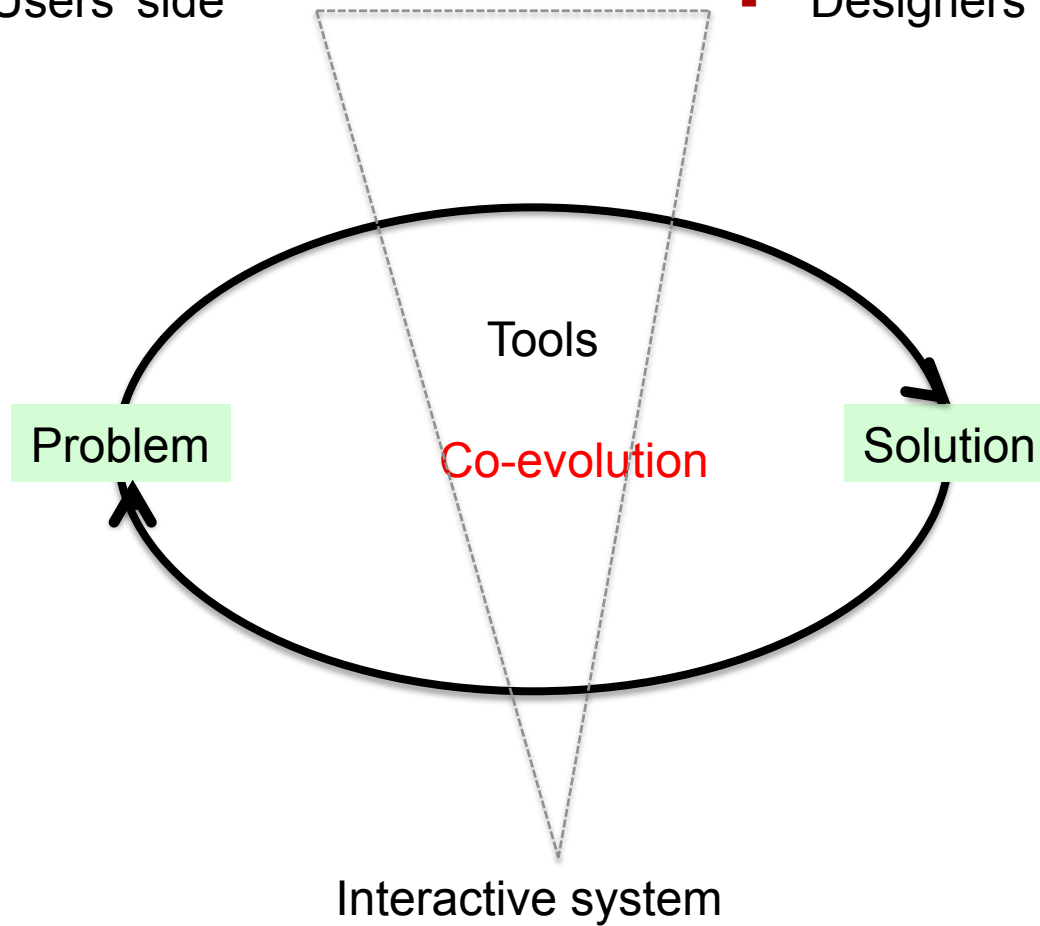 Users' side
▪ Designers
Tools
Problem
Co-evolution
Solution
Interactive system